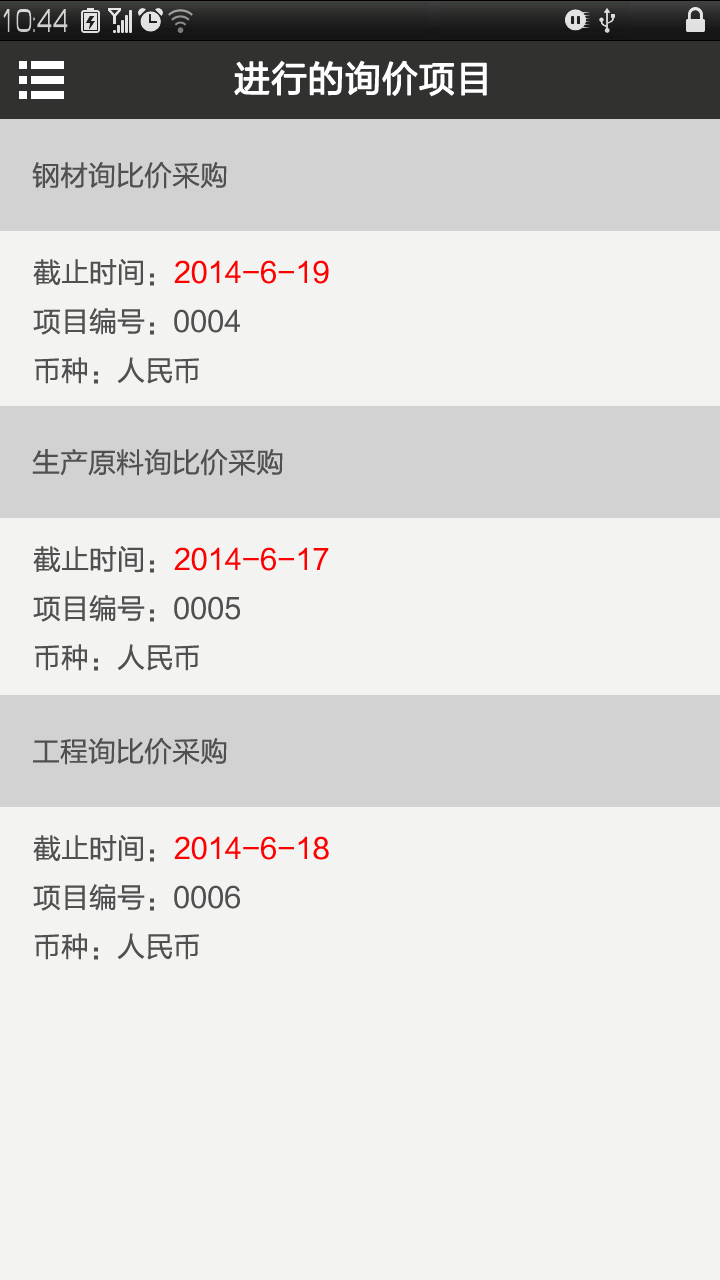 10:44
进行的询价项目
钢材询比价采购
截止时间：2014-6-19
项目编号：0004
币种：人民币
生产原料询比价采购
截止时间：2014-6-17
项目编号：0005
币种：人民币
工程询比价采购
截止时间：2014-6-18
项目编号：0006
币种：人民币